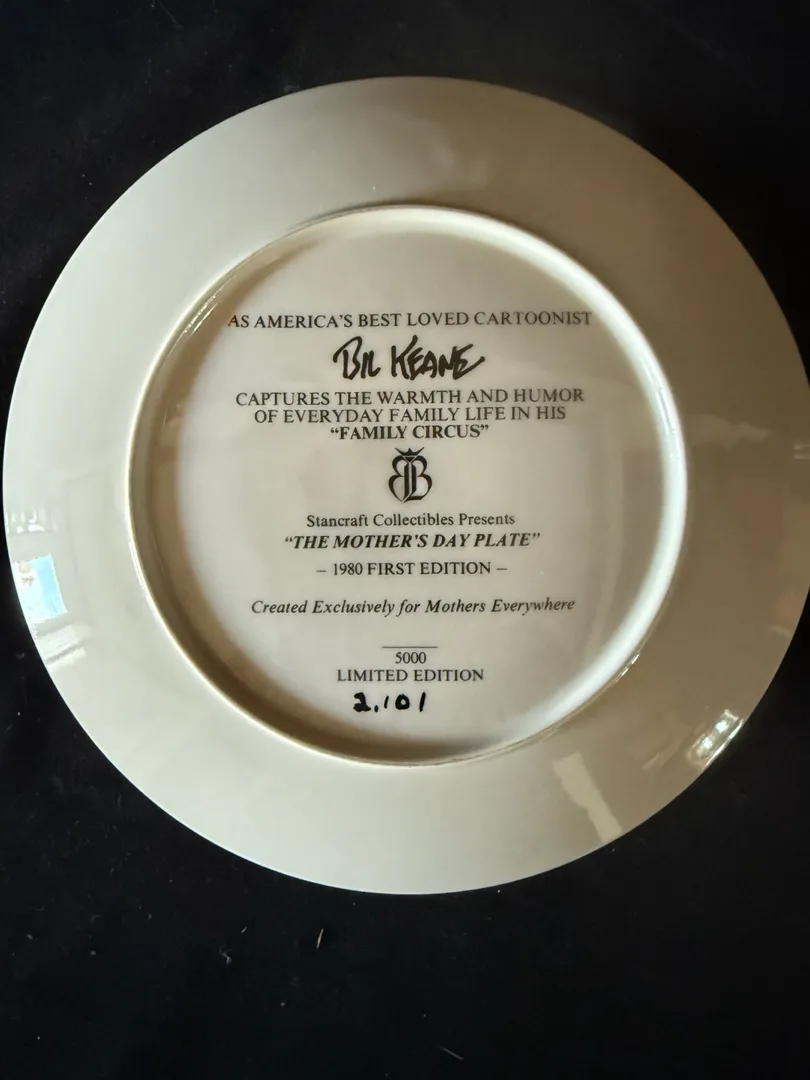 AS AMERICA'S BEST LOVED CARTOONIST
BIL KEANE
CAPTURES THE WARMTH AND HUMOR
OF EVERYDAY FAMILY LIFE IN HIS
“FAMILY CIRCUS”
Stancraft Collectibles Presents
“THE MOTHER'S DAY PLATE”
– 1980 FIRST EDITION –
Created Exclusively for Mothers Everywhere
5000
LIMITED EDITION
2,101